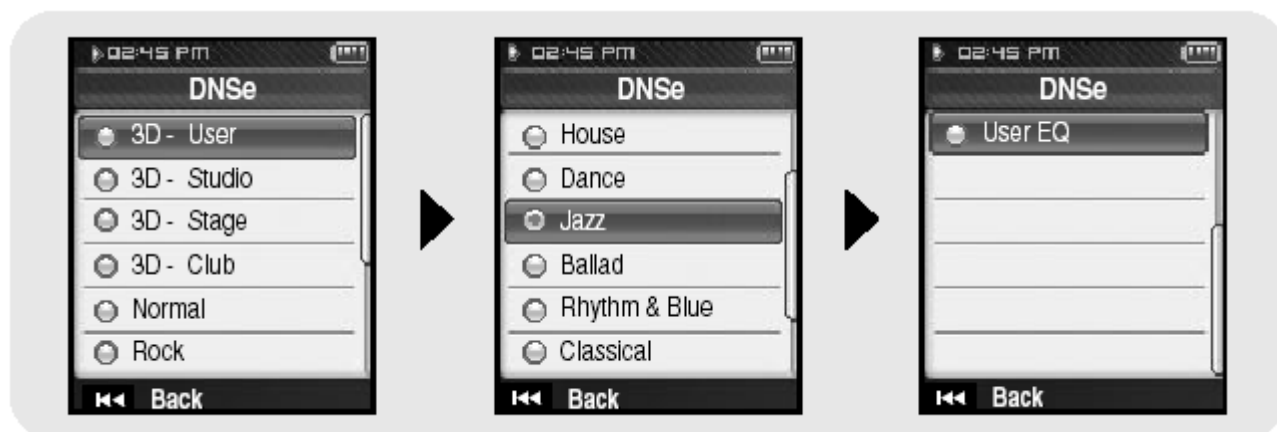 02:45 PM
DNSe
3D - User
3D - Studio
3D - Stage
3D - Club
Normal
Rock
Back
02:45 PM
DNSe
House
Dance
Jazz
Ballad
Rhythm & Blue
Classical
Back
02:45 PM
DNSe
User EQ
Back